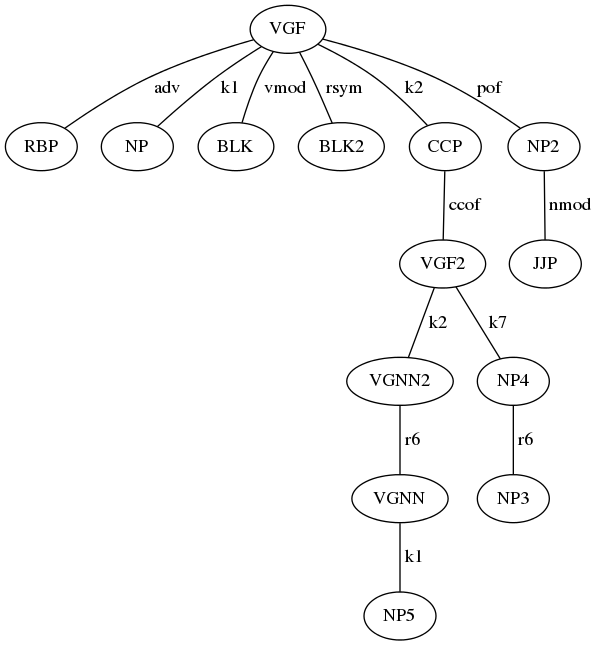 VGF
adv k1 vmod rsym k2 pof
RBP NP BLK BLK2 CCP NP2
ccof nmod
VGF2 JJP
k2 k7
VGNN2 NP4
r6 r6
VGNN NP3
k1
NP5